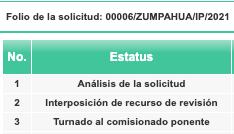 Folio de la solicitud: 00006/ZUMPAHUA/IP/2021
No. Estatus
1 Análisis de la solicitud
2 Interposición de recurso de revisión
3 Turnado al comisionado ponente